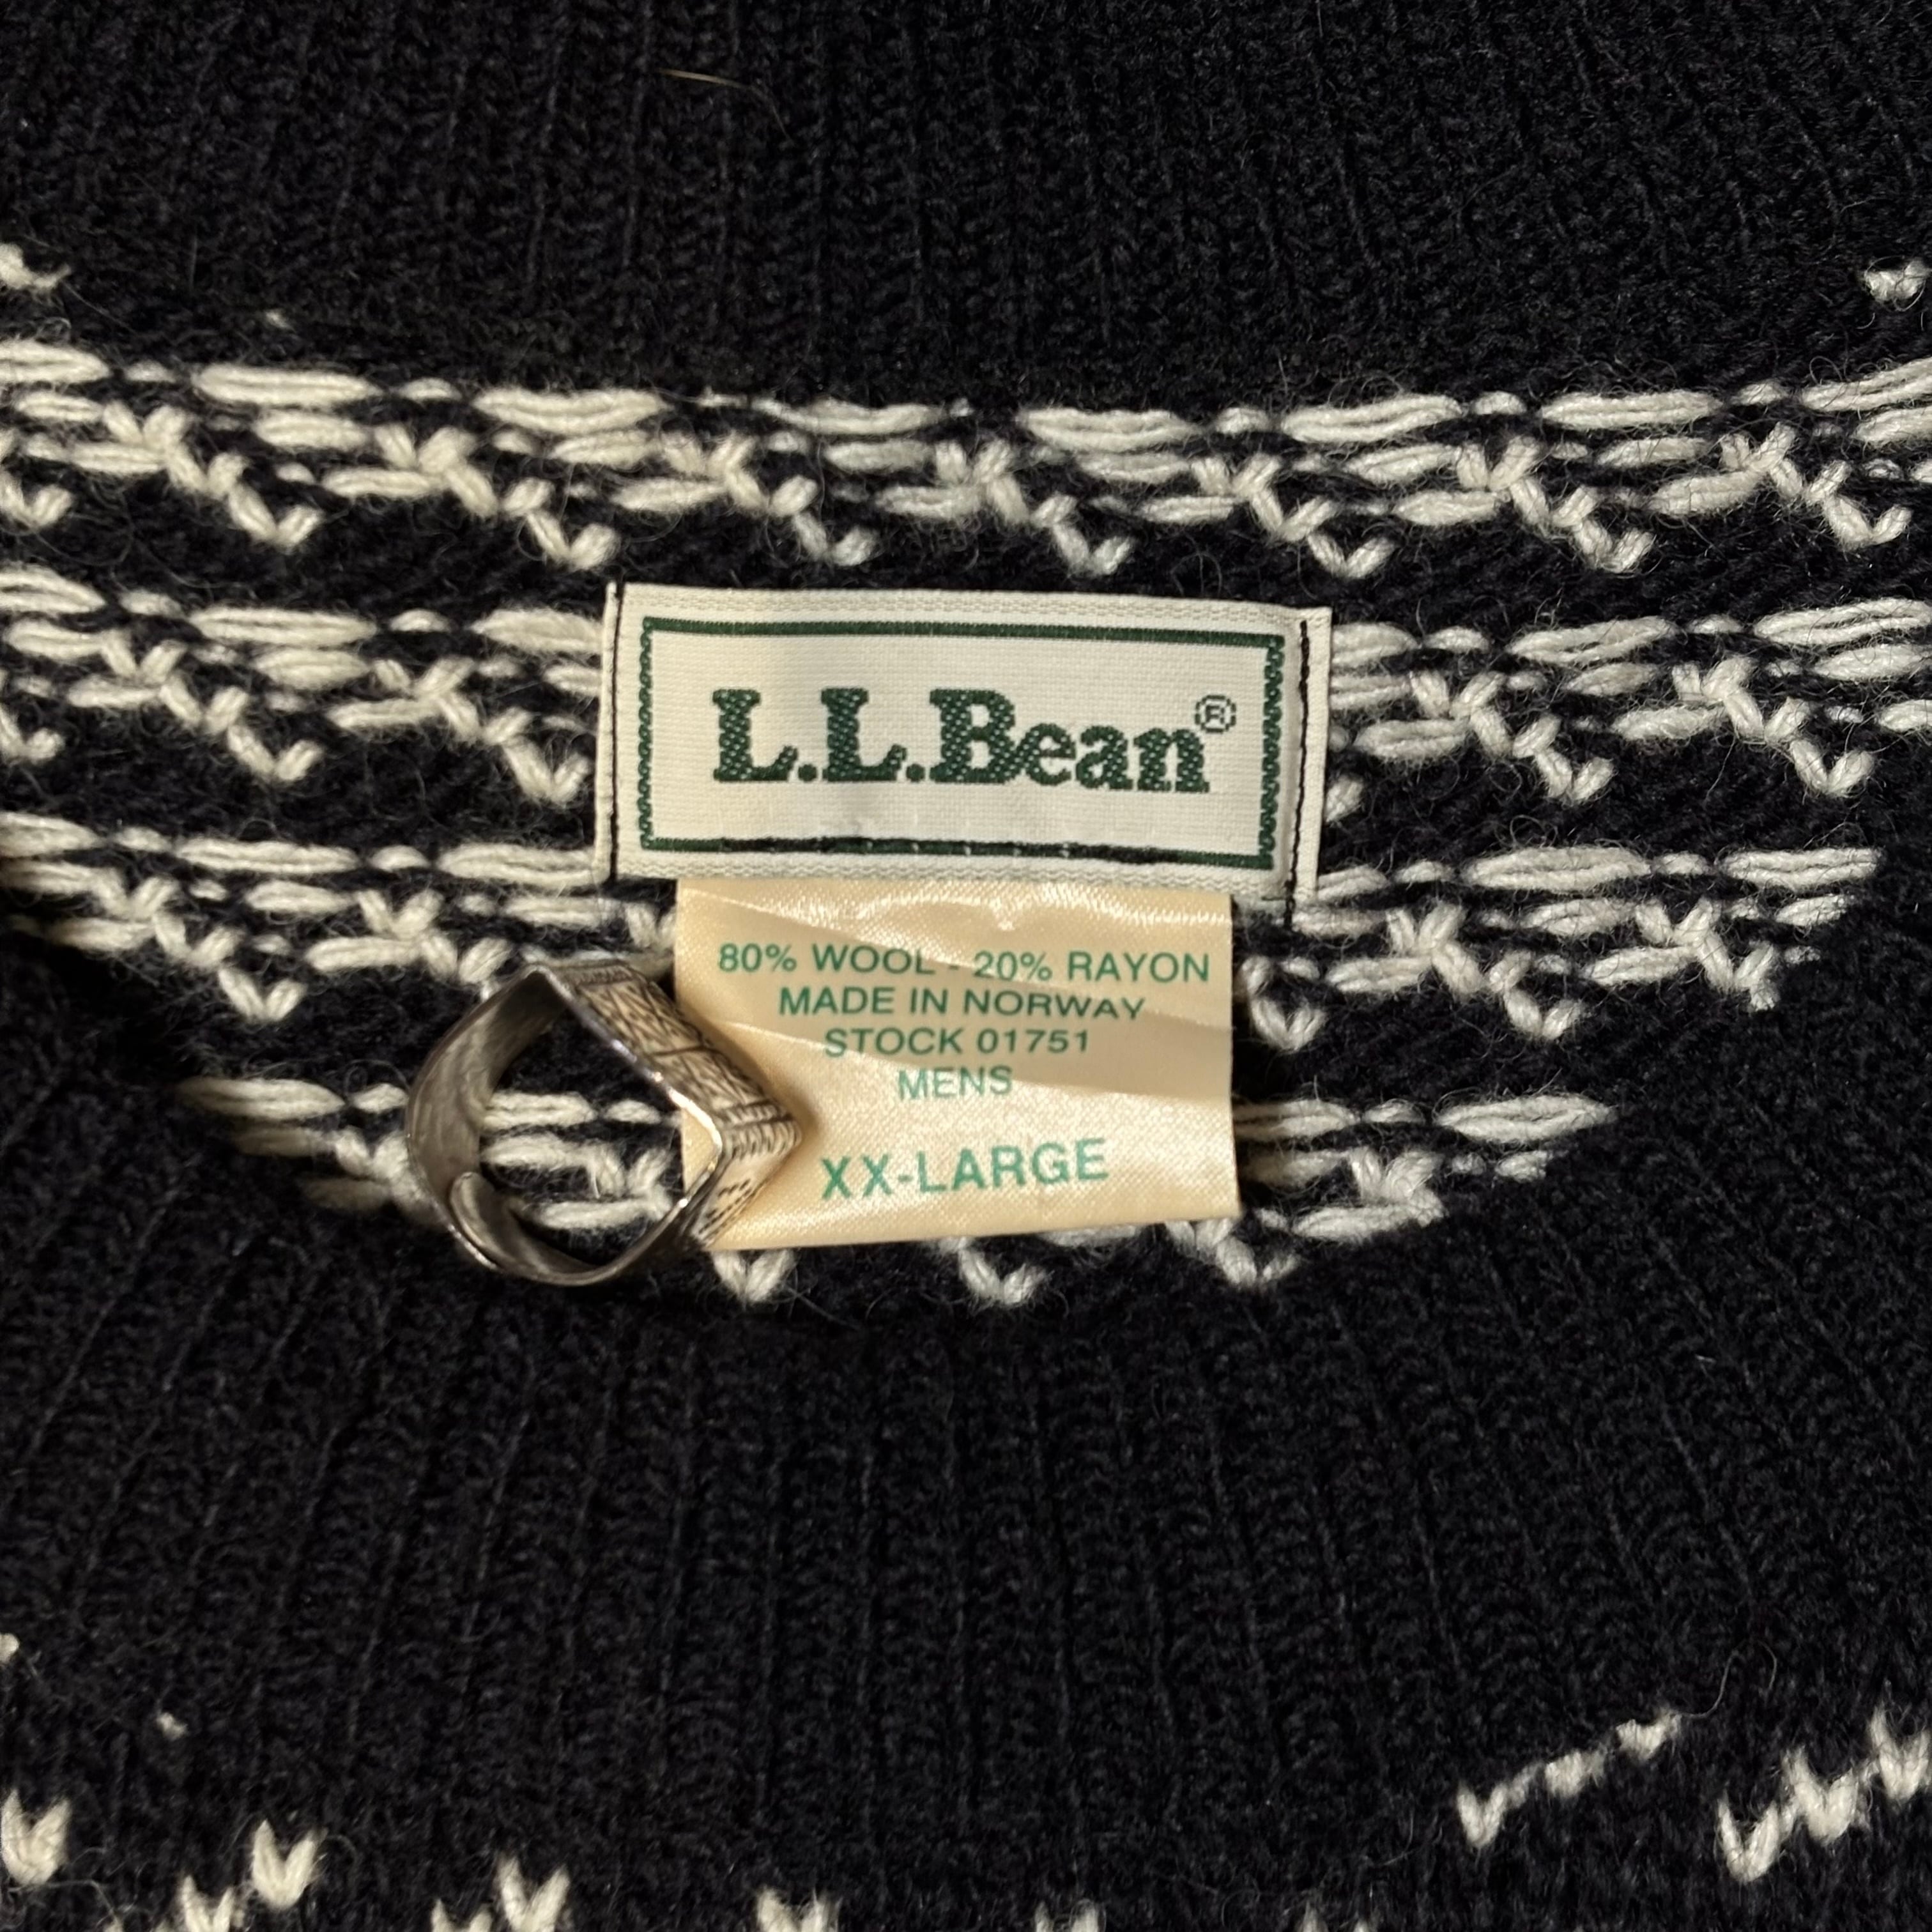 L.L.Bean®
80% WOOL - 20% RAYON
MADE IN NORWAY
STOCK 01751
MENS
XX-LARGE